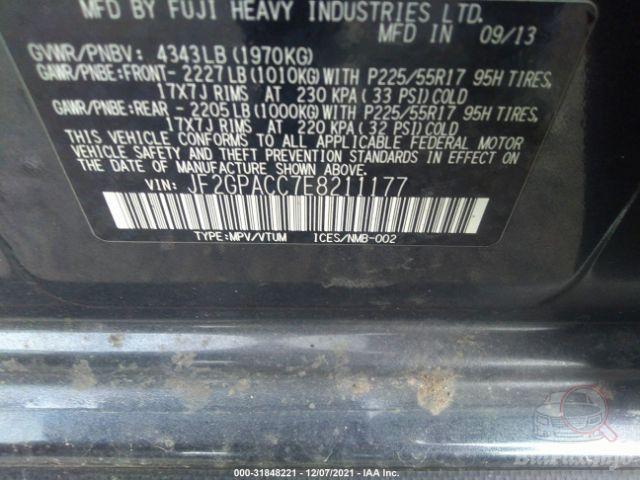 MFD BY FUJI HEAVY INDUSTRIES LTD.
MFD IN 09/13
GVWR/PNBV: 4343LB (1970KG)
GAWR/PNBE:FRONT- 2227LB (1010KG) WITH P225/55R17 95H TIRES,
17X7J RIMS AT 230 KPA (33 PSI) COLD
GAWR/PNBE:REAR - 2205LB (1000KG) WITH P225/55R17 95H TIRES,
17X7J RIMS AT 220 KPA (32 PSI) COLD
THIS VEHICLE CONFORMS TO ALL APPLICABLE FEDERAL MOTOR
VEHICLE SAFETY AND THEFT PREVENTION STANDARDS IN EFFECT ON THE
DATE OF MANUFACTURE SHOWN ABOVE.
VIN: JF2GPACC7E8211177
TYPE:MPV/VTUM ICES/NMB-002
000-31848221 - 12/07/2021 - IAA Inc.